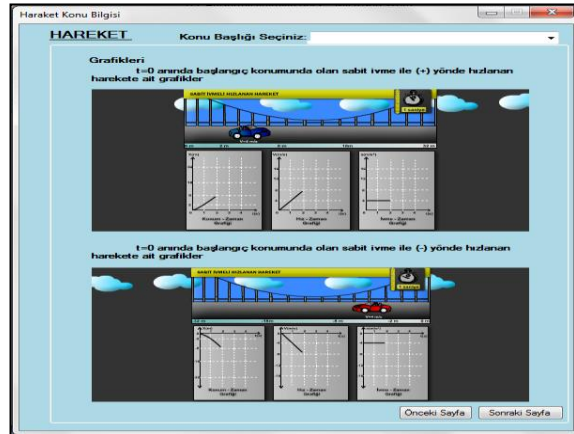 Haraket Konu Bilgisi
HAREKET
Konu Başlığı Seçiniz:
Grafikleri
t=0 anında başlangıç konumunda olan sabit ivme ile (+) yönde hızlanan
harekete ait grafikler
SABİT İVMELİ HIZLANAN HAREKET
Konum - Zaman
Grafiği
Hız - Zaman
Grafiği
İvme - Zaman
Grafiği
t=0 anında başlangıç konumunda olan sabit ivme ile (-) yönde hızlanan
harekete ait grafikler
SABİT İVMELİ HIZLANAN HAREKET
Konum - Zaman
Grafiği
Hız - Zaman
Grafiği
İvme - Zaman
Grafiği
Önceki Sayfa
Sonraki Sayfa